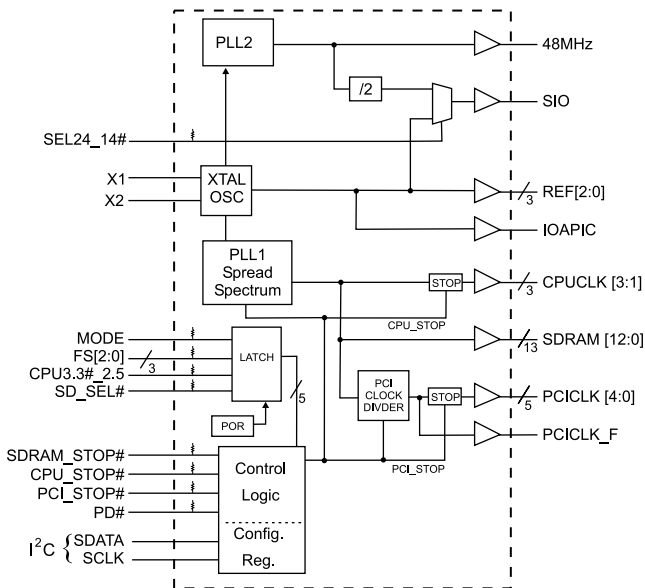 PLL2
48MHz
/2
SIO
SEL24_14#
X1
X2
XTAL
OSC
REF[2:0]
3
IOAPIC
PLL1
Spread
Spectrum
STOP
CPUCLK [3:1]
3
CPU_STOP
MODE
FS[2:0]
3
CPU3.3#_2.5
SD_SEL#
LATCH
5
POR
SDRAM [12:0]
13
PCI
CLOCK
DIVDER
STOP
PCICLK [4:0]
5
PCICLK_F
PCI_STOP
SDRAM_STOP#
CPU_STOP#
PCI_STOP#
PD#
I²C { SDATA
SCLK
Control
Logic
Config.
Reg.